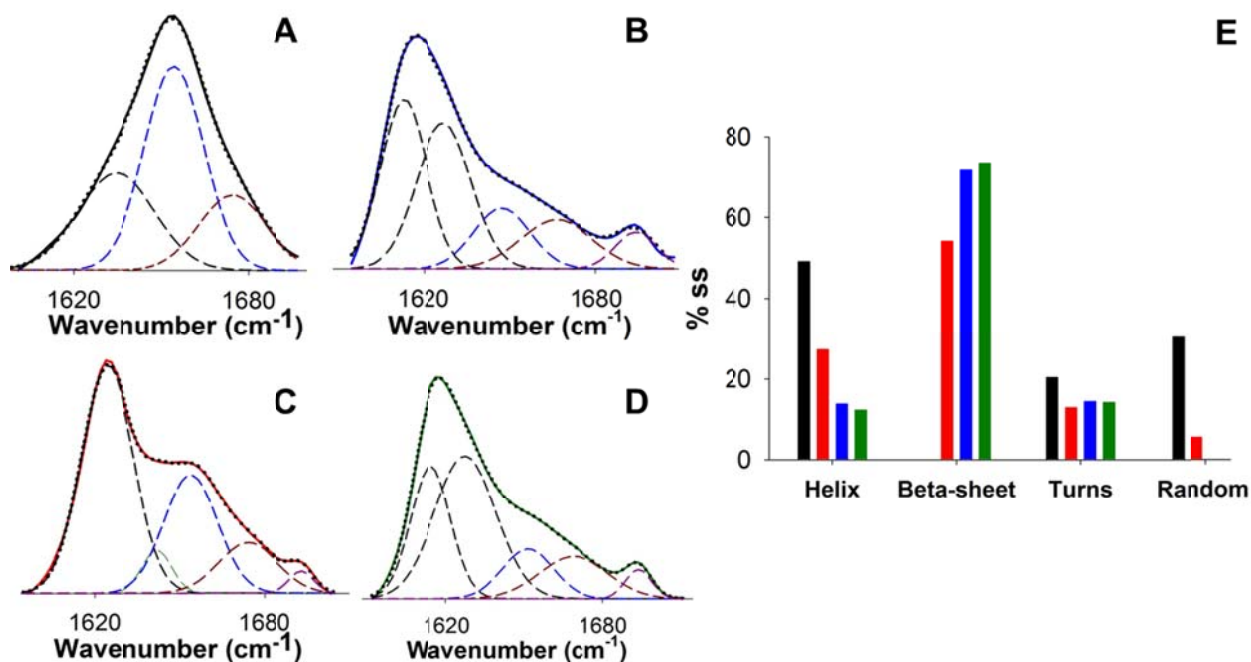 A
1620 1680
Wavenumber (cm-1)
B
1620 1680
Wavenumber (cm-1)
C
1620 1680
Wavenumber (cm-1)
D
1620 1680
Wavenumber (cm-1)
E
80
60
40
20
0
% ss
Helix Beta-sheet Turns Random